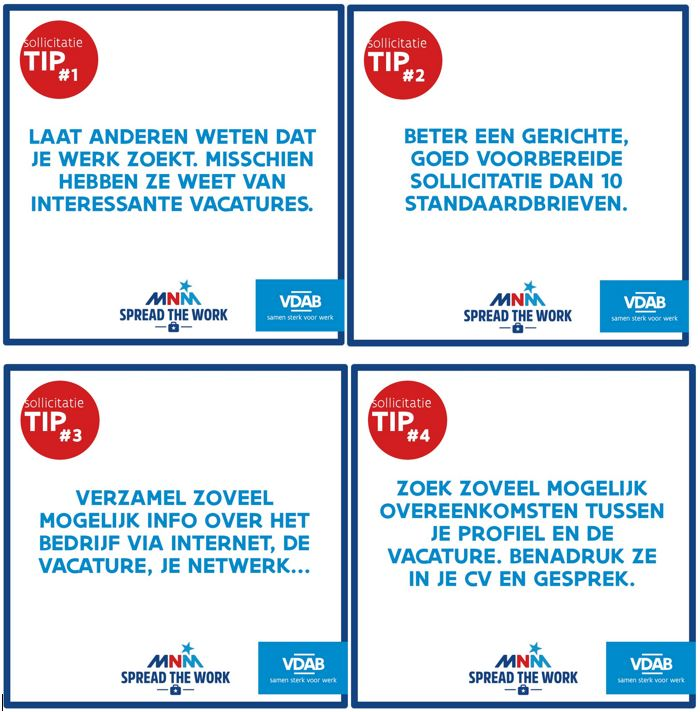 sollicitatie
TIP
#1
LAAT ANDEREN WETEN DAT
JE WERK ZOEKT. MISSCHIEN
HEBBEN ZE WEET VAN
INTERESSANTE VACATURES.
MNM
SPREAD THE WORK
VDAB
samen sterk voor werk
sollicitatie
TIP
#2
BETER EEN GERICHTE,
GOED VOORBEREIDE
SOLLICITATIE DAN 10
STANDAARDBRIEVEN.
MNM
SPREAD THE WORK
VDAB
samen sterk voor werk
sollicitatie
TIP
#3
VERZAMEL ZOVEEL
MOGELIJK INFO OVER HET
BEDRIJF VIA INTERNET, DE
VACATURE, JE NETWERK...
MNM
SPREAD THE WORK
VDAB
samen sterk voor werk
sollicitatie
TIP
#4
ZOEK ZOVEEL MOGELIJK
OVEREENKOMSTEN TUSSEN
JE PROFIEL EN DE
VACATURE. BENADRUK ZE
IN JE CV EN GESPREK.
MNM
SPREAD THE WORK
VDAB
samen sterk voor werk